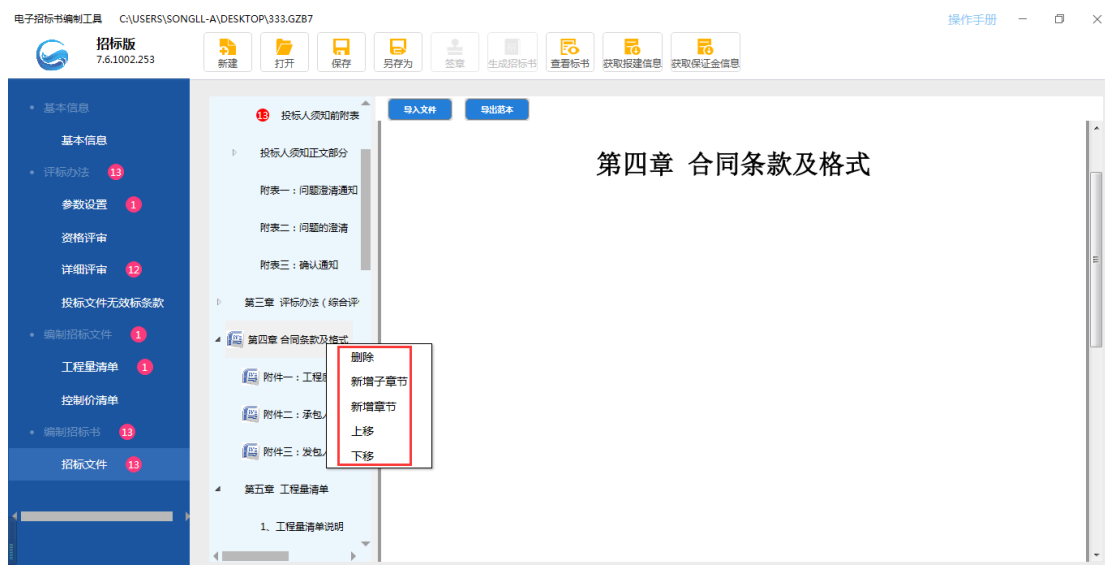 电子招标书编制工具 C:\USERS\SONGLL-A\DESKTOP\333.GZB7
操作手册
招标版
7.6.1002.253
新建
打开
保存
另存为
签章
生成招标书
查看标书
获取报建信息
获取保证金信息
基本信息
基本信息
评标办法 13
参数设置 1
资格评审
详细评审 12
投标文件无效标条款
编制招标文件 1
工程量清单 1
控制价清单
编制招标书 13
招标文件 13
13 投标人须知前附表
投标人须知正文部分
附表一：问题澄清通知
附表二：问题的澄清
附表三：确认通知
第三章 评标办法（综合评
第四章 合同条款及格式
附件一：工程
附件二：承包
附件三：发包
第五章 工程量清单
1、工程量清单说明
删除
新增子章节
新增章节
上移
下移
导入文件
导出范本
第四章 合同条款及格式